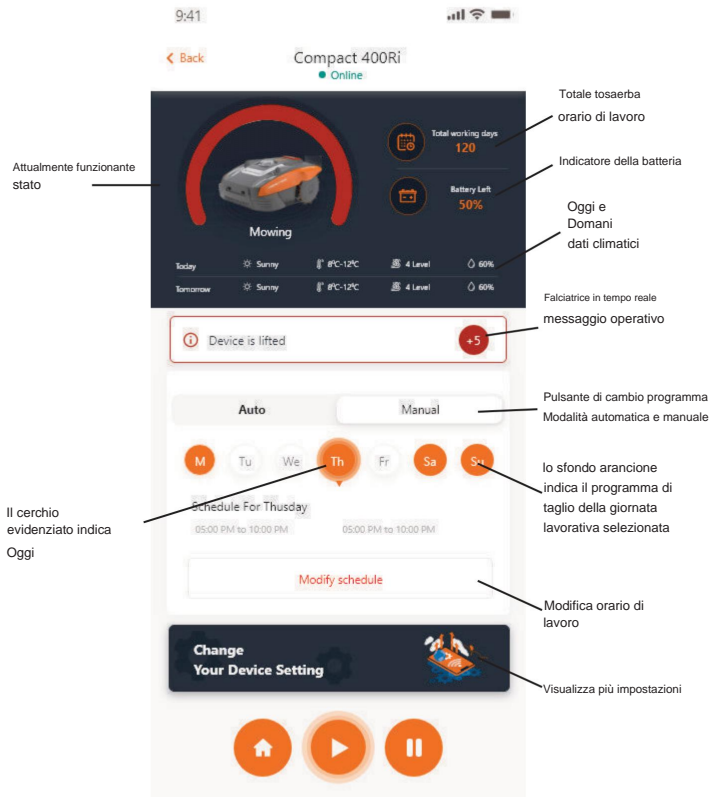 9:41
Back
Compact 400Ri
Online
Total working days
120
Battery Left
50%
Mowing
Today
Sunny
8°C-12°C
4 Level
60%
Tomorrow
Sunny
8°C-12°C
4 Level
60%
Device is lifted
+5
Auto
Manual
M
Tu
We
Th
Fr
Sa
Su
Schedule For Thusday
05:00 PM to 10:00 PM
05:00 PM to 10:00 PM
Modify schedule
Change
Your Device Setting
Attualmente funzionante
stato
Il cerchio
evidenziato indica
Oggi
Totale tosaerba
orario di lavoro
Indicatore della batteria
Oggi e
Domani
dati climatici
Falciatrice in tempo reale
messaggio operativo
Pulsante di cambio programma
Modalità automatica e manuale
lo sfondo arancione
indica il programma di
taglio della giornata
lavorativa selezionata
Modifica orario di
lavoro
Visualizza più impostazioni